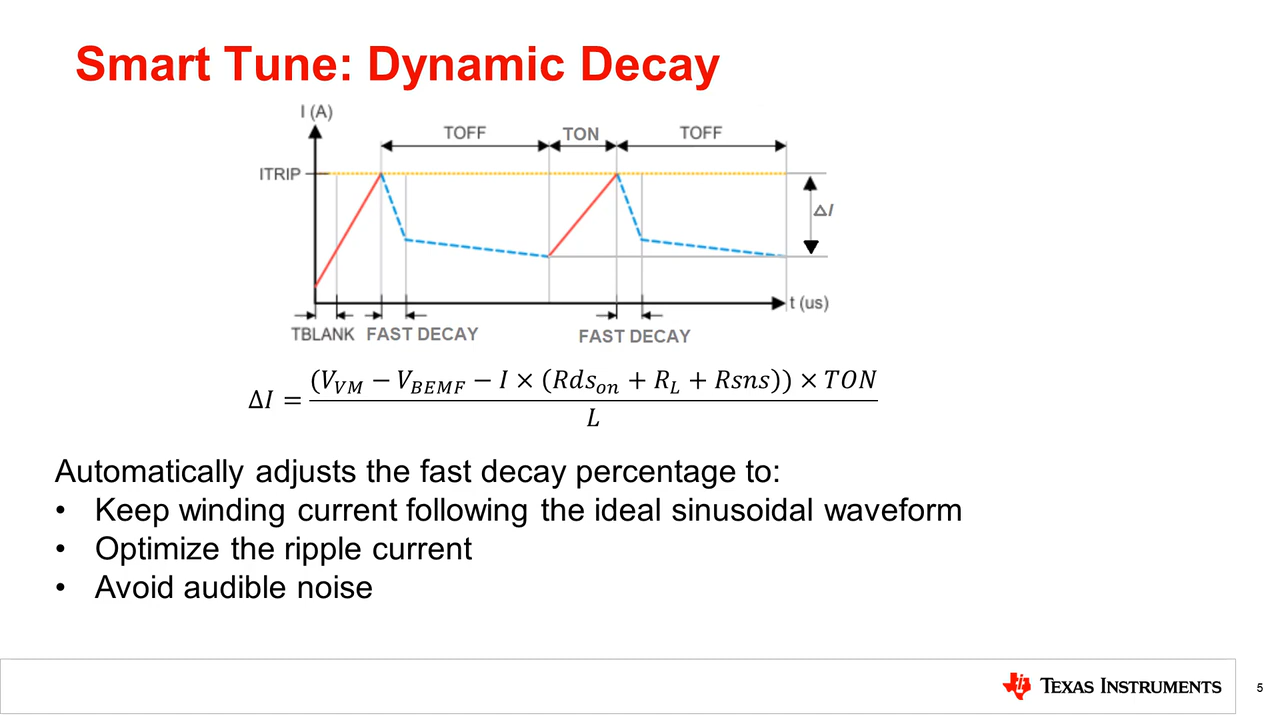 Smart Tune: Dynamic Decay
I (A)
TOFF
TON
TOFF
ITRIP
ΔI
t (us)
TBLANK
FAST DECAY
FAST DECAY
ΔI = ((V_VM − V_BEMF − I × (Rds_on + R_L + Rsns)) × TON) / L
Automatically adjusts the fast decay percentage to:
• Keep winding current following the ideal sinusoidal waveform
• Optimize the ripple current
• Avoid audible noise
TEXAS INSTRUMENTS
5